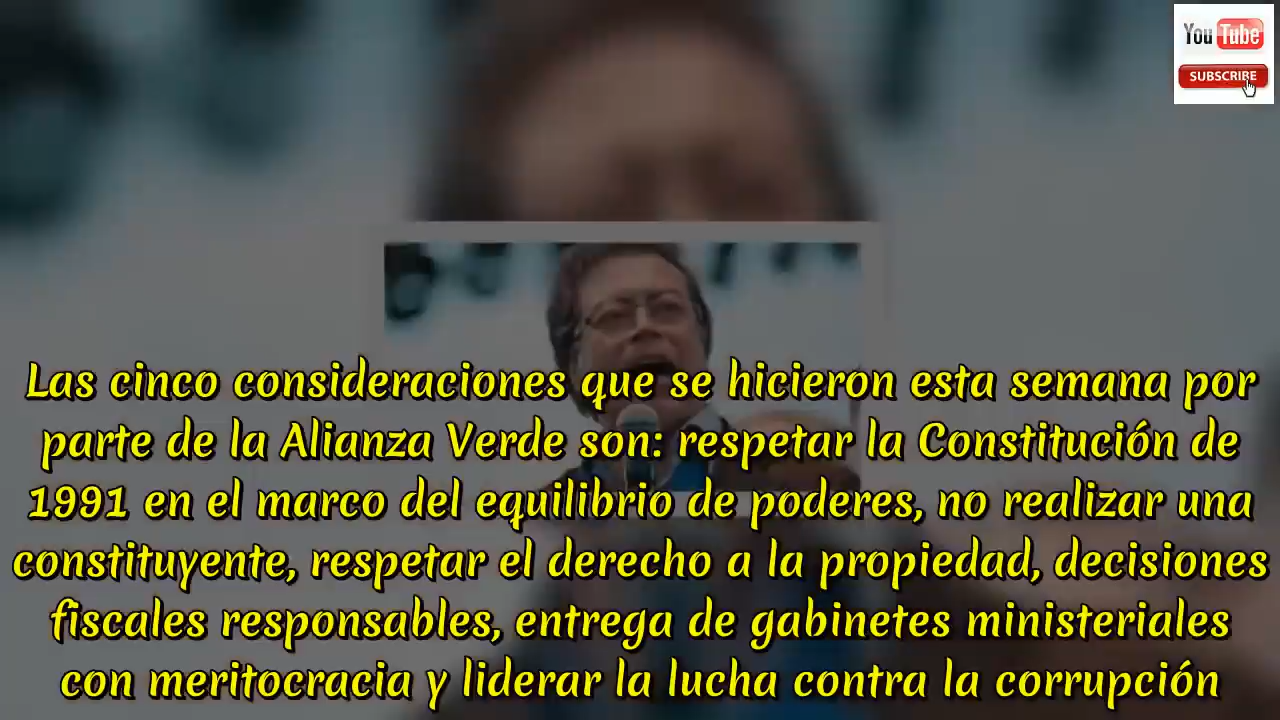 You Tube
SUBSCRIBE
Las cinco consideraciones que se hicieron esta semana por
parte de la Alianza Verde son: respetar la Constitución de
1991 en el marco del equilibrio de poderes, no realizar una
constituyente, respetar el derecho a la propiedad, decisiones
fiscales responsables, entrega de gabinetes ministeriales
con meritocracia y liderar la lucha contra la corrupción